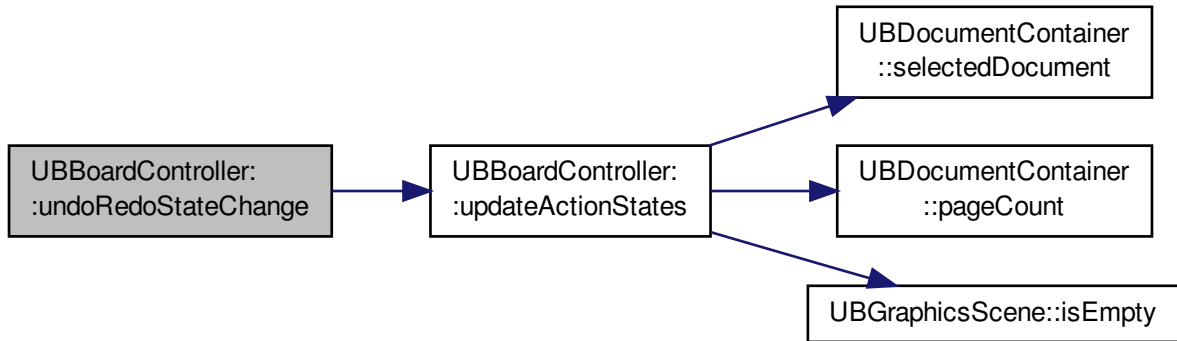 UBBoardController:
:undoRedoStateChange
UBBoardController:
:updateActionStates
UBDocumentContainer
::selectedDocument
UBDocumentContainer
::pageCount
UBGraphicsScene::isEmpty